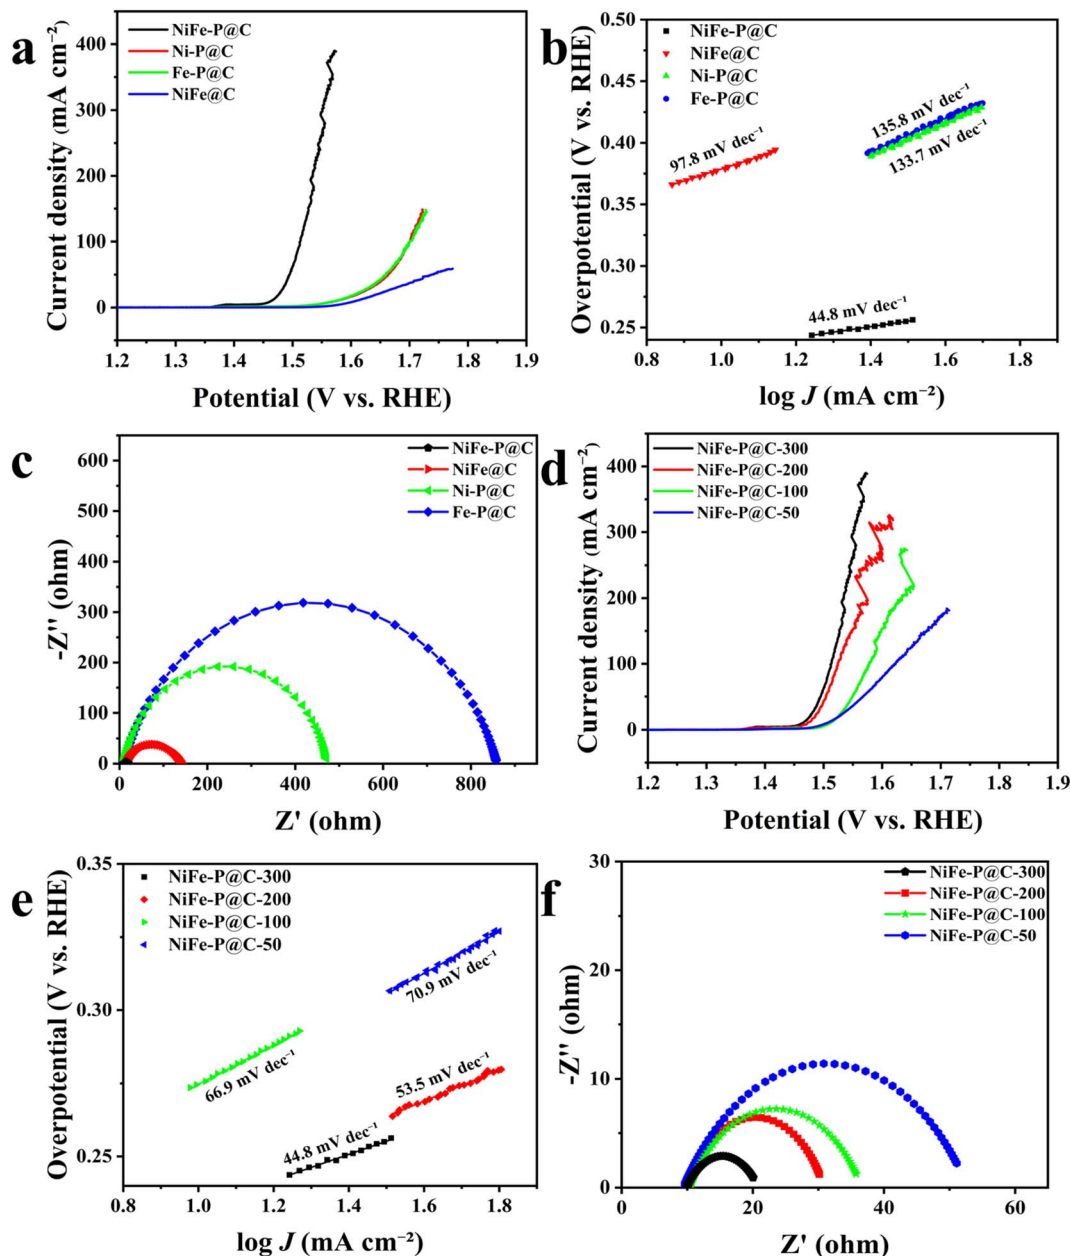 a
NiFe-P@C
Ni-P@C
Fe-P@C
NiFe@C
Current density (mA cm⁻²)
400
300
200
100
0
1.2 1.3 1.4 1.5 1.6 1.7 1.8 1.9
Potential (V vs. RHE)
b
NiFe-P@C
NiFe@C
Ni-P@C
Fe-P@C
Overpotential (V vs. RHE)
0.50
0.45
0.40
0.35
0.30
0.25
97.8 mV dec⁻¹
135.8 mV dec⁻¹
133.7 mV dec⁻¹
44.8 mV dec⁻¹
0.8 1.0 1.2 1.4 1.6 1.8
log J (mA cm⁻²)
c
NiFe-P@C
NiFe@C
Ni-P@C
Fe-P@C
-Z'' (ohm)
600
500
400
300
200
100
0
0 200 400 600 800
Z' (ohm)
d
NiFe-P@C-300
NiFe-P@C-200
NiFe-P@C-100
NiFe-P@C-50
Current density (mA cm⁻²)
400
300
200
100
0
1.2 1.3 1.4 1.5 1.6 1.7 1.8 1.9
Potential (V vs. RHE)
e
NiFe-P@C-300
NiFe-P@C-200
NiFe-P@C-100
NiFe-P@C-50
Overpotential (V vs. RHE)
0.35
0.30
0.25
70.9 mV dec⁻¹
66.9 mV dec⁻¹
53.5 mV dec⁻¹
44.8 mV dec⁻¹
0.8 1.0 1.2 1.4 1.6 1.8
log J (mA cm⁻²)
f
NiFe-P@C-300
NiFe-P@C-200
NiFe-P@C-100
NiFe-P@C-50
-Z'' (ohm)
30
20
10
0
0 20 40 60
Z' (ohm)